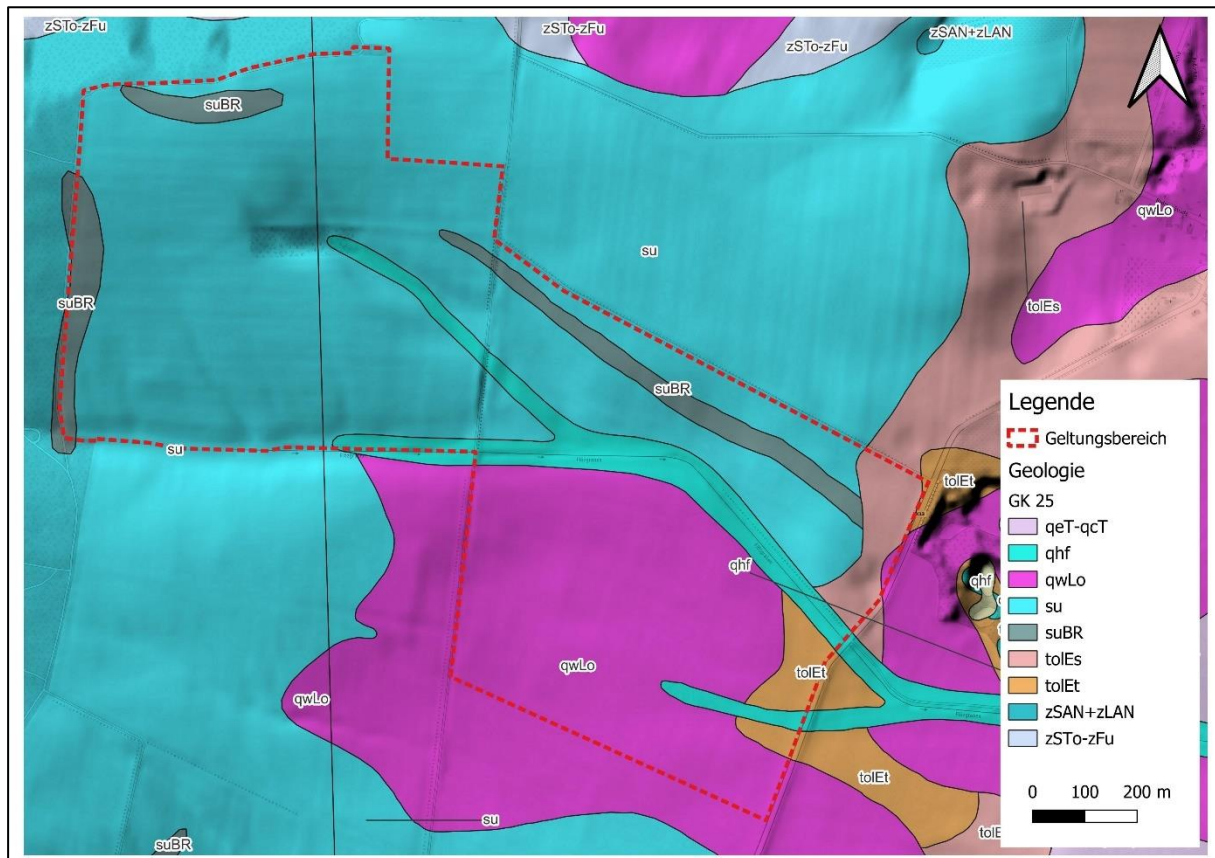 zSTo-zFu
zSTo-zFu
zSTo-zFu
zSAN+zLAN
suBR
qwLo
su
suBR
tolEs
suBR
su
tolEt
qhf
qhf
qwLo
tolEt
qwLo
tolEt
su
suBR
Legende
Geltungsbereich
Geologie
GK 25
qeT-qcT
qhf
qwLo
su
suBR
tolEs
tolEt
zSAN+zLAN
zSTo-zFu
0 100 200 m